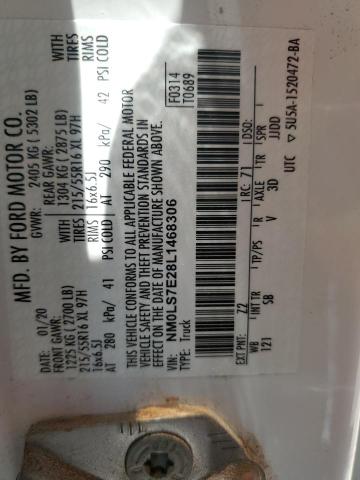 MFD. BY FORD MOTOR CO.
DATE: 01/20 GVWR: 2405 KG ( 5302 LB)
FRONT GAWR: REAR GAWR:
1225 KG ( 2700 LB) 1304 KG ( 2875 LB) WITH
215/55R16 XL 97H 215/55R16 XL 97H TIRES
16x6.5J 16x6.5J RIMS
AT 280 kPa/ 41 PSI COLD AT 290 kPa/ 42 PSI COLD
WITH
TIRES
RIMS
THIS VEHICLE CONFORMS TO ALL APPLICABLE FEDERAL MOTOR
VEHICLE SAFETY AND THEFT PREVENTION STANDARDS IN
EFFECT ON THE DATE OF MANUFACTURE SHOWN ABOVE.
VIN: NM0LS7E28L1468306
TYPE: Truck
F0314
T0689
EXT PNT: Z2 RC: 71 DSO:
WB INT TR TP/PS R AXLE TR SPR
121 SB V 3D JJDD
UTC ▽ 5U5A-1520472-BA